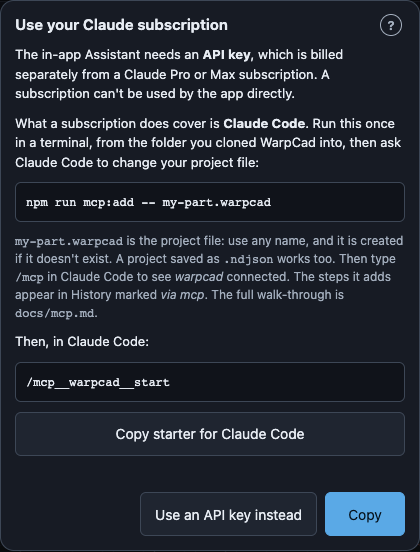 Use your Claude subscription
?
The in-app Assistant needs an API key, which is billed
separately from a Claude Pro or Max subscription. A
subscription can't be used by the app directly.
What a subscription does cover is Claude Code. Run this once
in a terminal, from the folder you cloned WarpCad into, then ask
Claude Code to change your project file:
npm run mcp:add -- my-part.warpcad
my-part.warpcad is the project file: use any name, and it is created
if it doesn't exist. A project saved as .ndjson works too. Then type
/mcp in Claude Code to see warpcad connected. The steps it adds
appear in History marked via mcp. The full walk-through is
docs/mcp.md.
Then, in Claude Code:
/mcp__warpcad__start
Copy starter for Claude Code
Use an API key instead
Copy